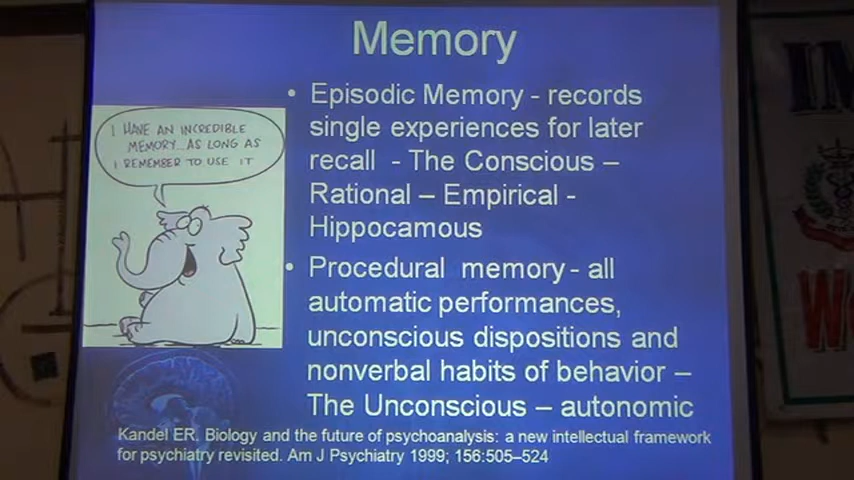 Memory
I HAVE AN INCREDIBLE
MEMORY... AS LONG AS
I REMEMBER TO USE IT
• Episodic Memory - records
single experiences for later
recall - The Conscious –
Rational – Empirical -
Hippocamous
• Procedural memory - all
automatic performances,
unconscious dispositions and
nonverbal habits of behavior –
The Unconscious – autonomic
Kandel ER. Biology and the future of psychoanalysis: a new intellectual framework
for psychiatry revisited. Am J Psychiatry 1999; 156:505–524